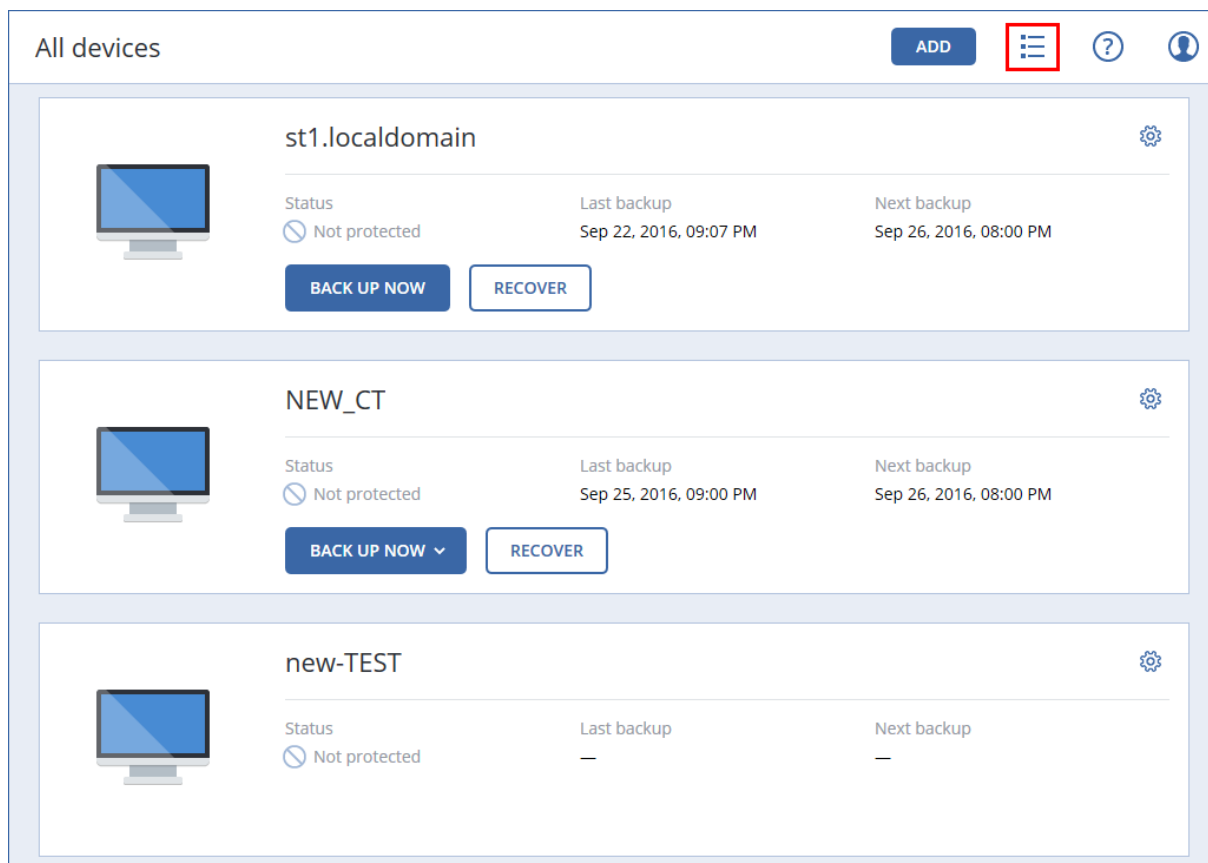 All devices
ADD
?
st1.localdomain
Status Last backup Next backup
Not protected Sep 22, 2016, 09:07 PM Sep 26, 2016, 08:00 PM
BACK UP NOW RECOVER
NEW_CT
Status Last backup Next backup
Not protected Sep 25, 2016, 09:00 PM Sep 26, 2016, 08:00 PM
BACK UP NOW RECOVER
new-TEST
Status Last backup Next backup
Not protected — —